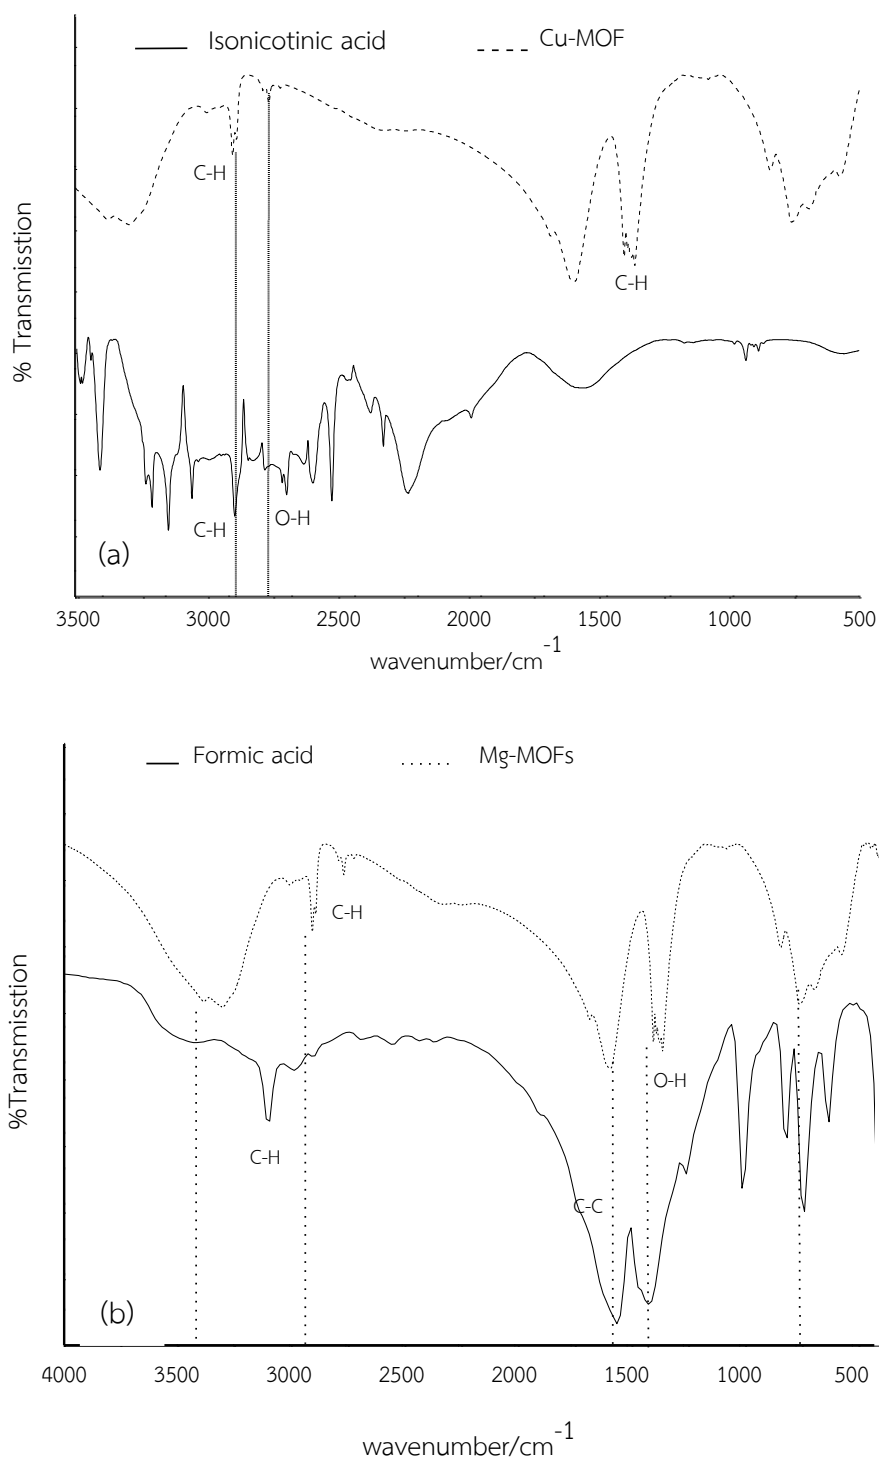 Isonicotinic acid Cu-MOF
% Transmisstion
C-H
C-H
C-H O-H
(a)
3500 3000 2500 2000 1500 1000 500
wavenumber/cm-1
Formic acid Mg-MOFs
%Transmisstion
C-H
O-H
C-H
C-C
(b)
4000 3500 3000 2500 2000 1500 1000 500
wavenumber/cm-1